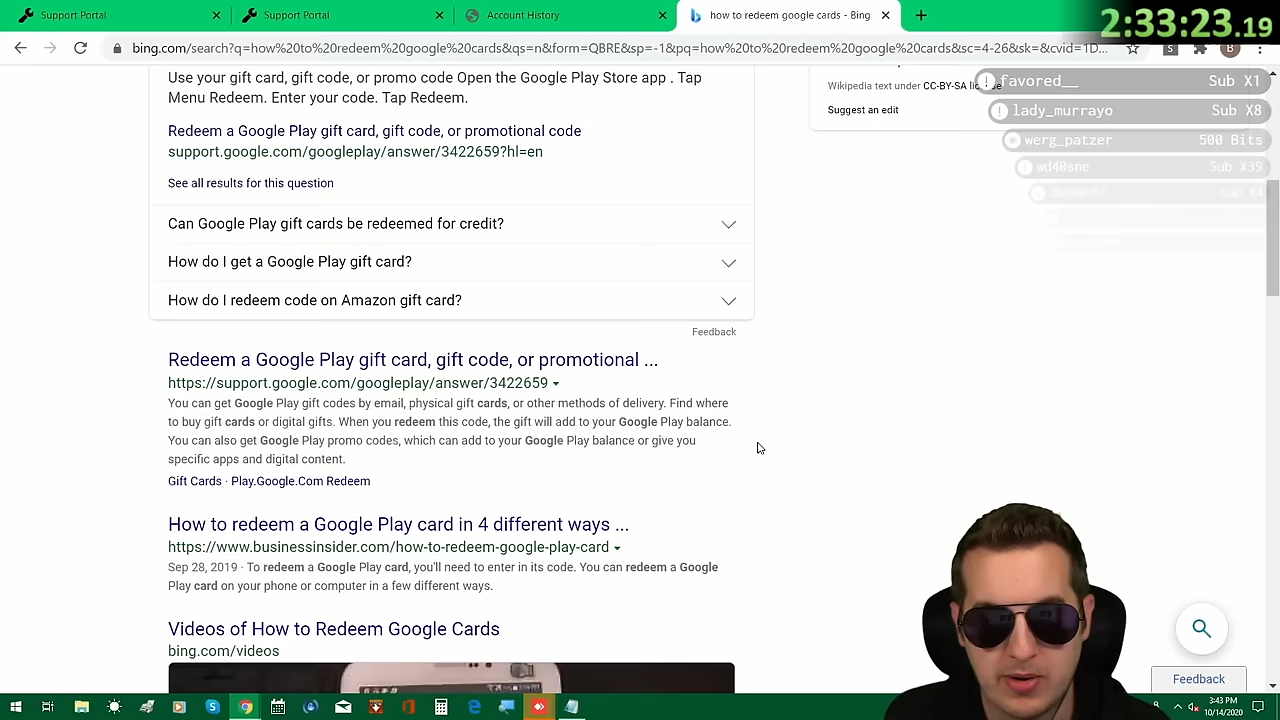 Support Portal
Support Portal
Account History
how to redeem google cards - Bing
2:33:23.19
bing.com/search?q=how%20to%20redeem%20google%20cards&qs=n&form=QBRE&sp=-1&pq=how%20to%20redeem%20google%20cards&sc=4-26&sk=&cvid=1D...
S
B
favored__ Sub X1
lady_murrayo Sub X8
werg_patzer 500 Bits
wd40sne Sub X39
Use your gift card, gift code, or promo code Open the Google Play Store app . Tap
Menu Redeem. Enter your code. Tap Redeem.
Wikipedia text under CC-BY-SA
Suggest an edit
Redeem a Google Play gift card, gift code, or promotional code
support.google.com/googleplay/answer/3422659?hl=en
See all results for this question
Can Google Play gift cards be redeemed for credit?
How do I get a Google Play gift card?
How do I redeem code on Amazon gift card?
Feedback
Redeem a Google Play gift card, gift code, or promotional ...
https://support.google.com/googleplay/answer/3422659
You can get Google Play gift codes by email, physical gift cards, or other methods of delivery. Find where
to buy gift cards or digital gifts. When you redeem this code, the gift will add to your Google Play balance.
You can also get Google Play promo codes, which can add to your Google Play balance or give you
specific apps and digital content.
Gift Cards · Play.Google.Com Redeem
How to redeem a Google Play card in 4 different ways ...
https://www.businessinsider.com/how-to-redeem-google-play-card
Sep 28, 2019 · To redeem a Google Play card, you'll need to enter in its code. You can redeem a Google
Play card on your phone or computer in a few different ways.
Videos of How to Redeem Google Cards
bing.com/videos
Feedback
3:43 PM
10/14/2020